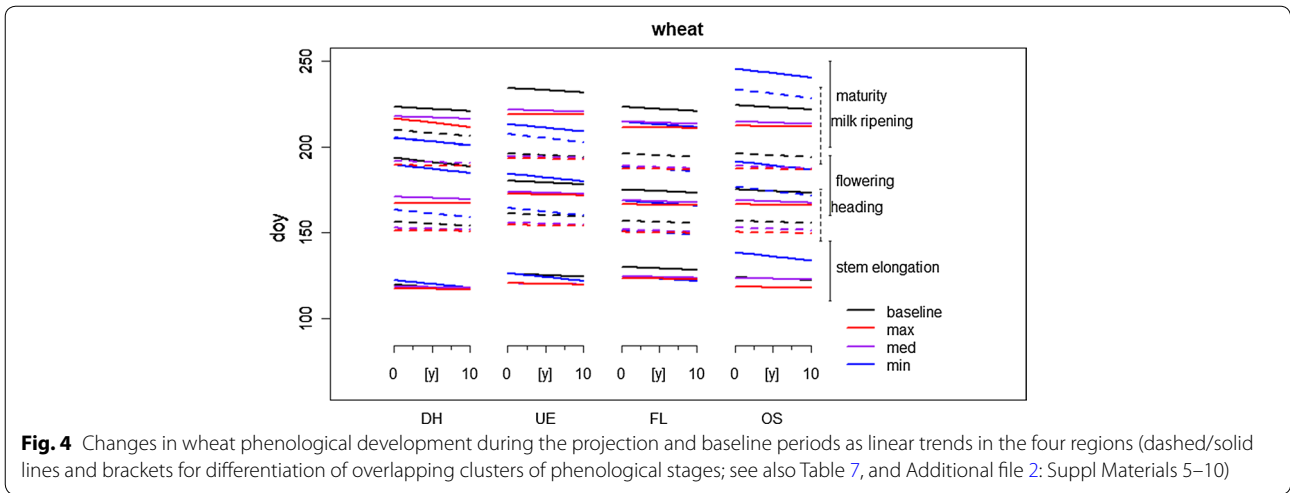 wheat
250
200
150
100
doy
maturity
milk ripening
flowering
heading
stem elongation
baseline
max
med
min
0 [y] 10 0 [y] 10 0 [y] 10 0 [y] 10
DH UE FL OS
Fig. 4 Changes in wheat phenological development during the projection and baseline periods as linear trends in the four regions (dashed/solid
lines and brackets for differentiation of overlapping clusters of phenological stages; see also Table 7, and Additional file 2: Suppl Materials 5–10)